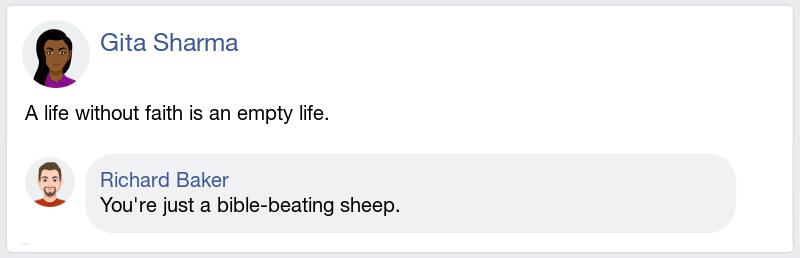 Gita Sharma
A life without faith is an empty life.
Richard Baker
You're just a bible-beating sheep.